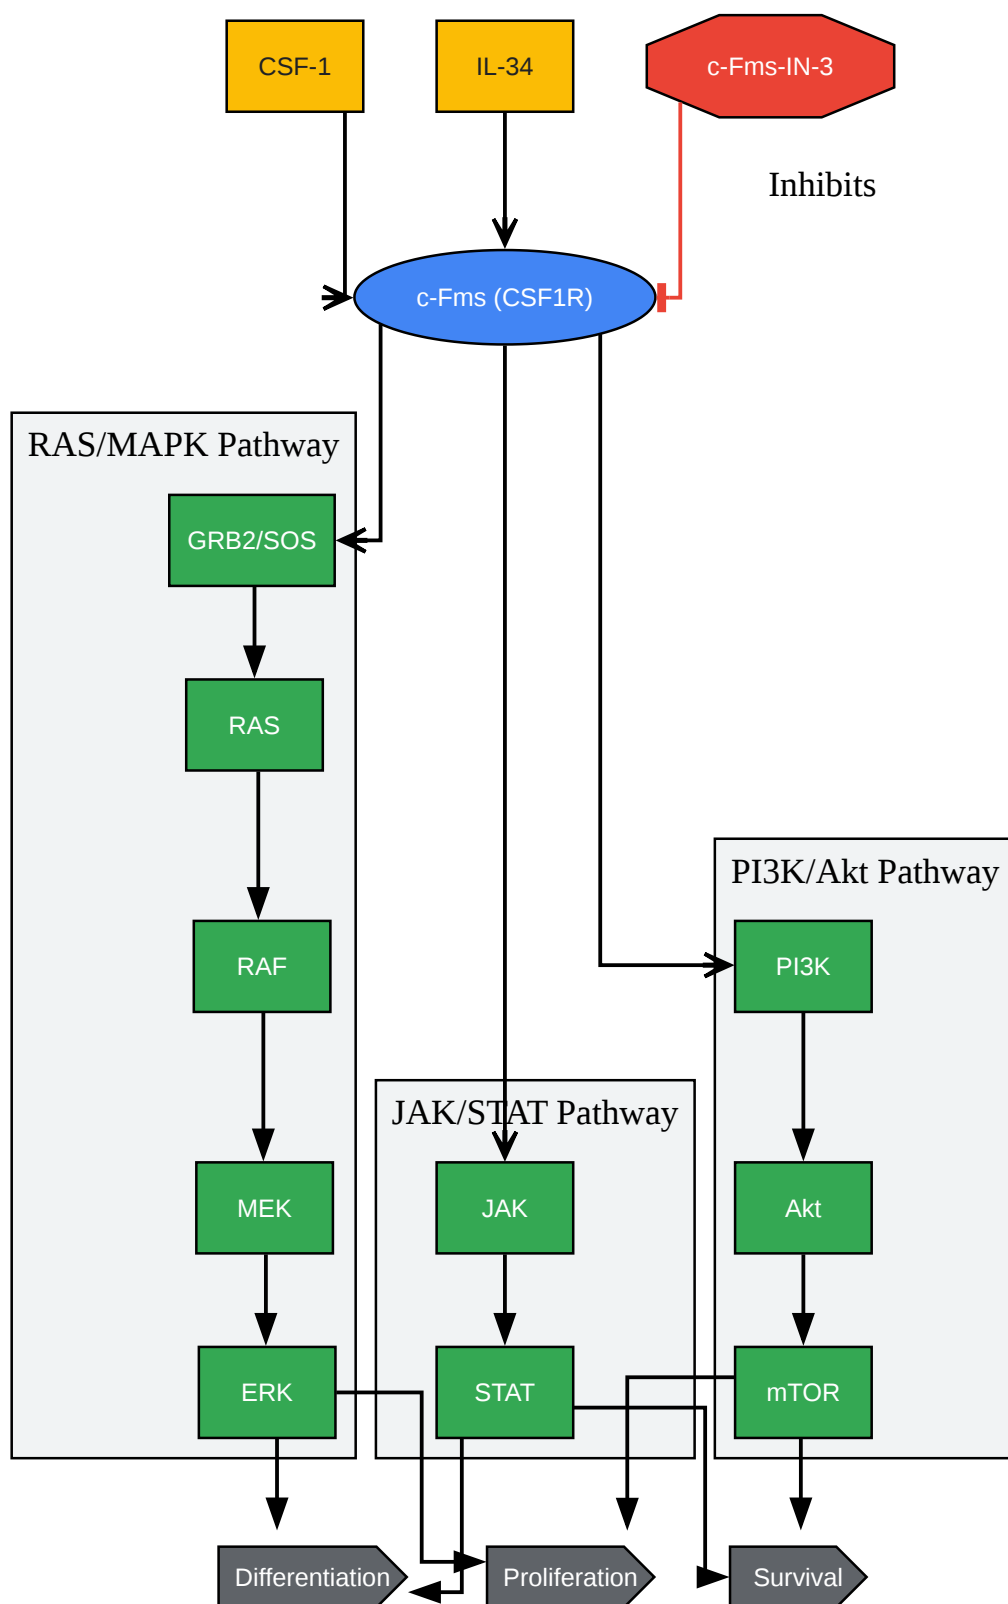 CSF-1
IL-34
c-Fms-IN-3
Inhibits
c-Fms (CSF1R)
RAS/MAPK Pathway
GRB2/SOS
RAS
PI3K/Akt Pathway
RAF
PI3K
JAK/STAT Pathway
MEK
JAK
Akt
ERK
STAT
mTOR
Differentiation
Proliferation
Survival